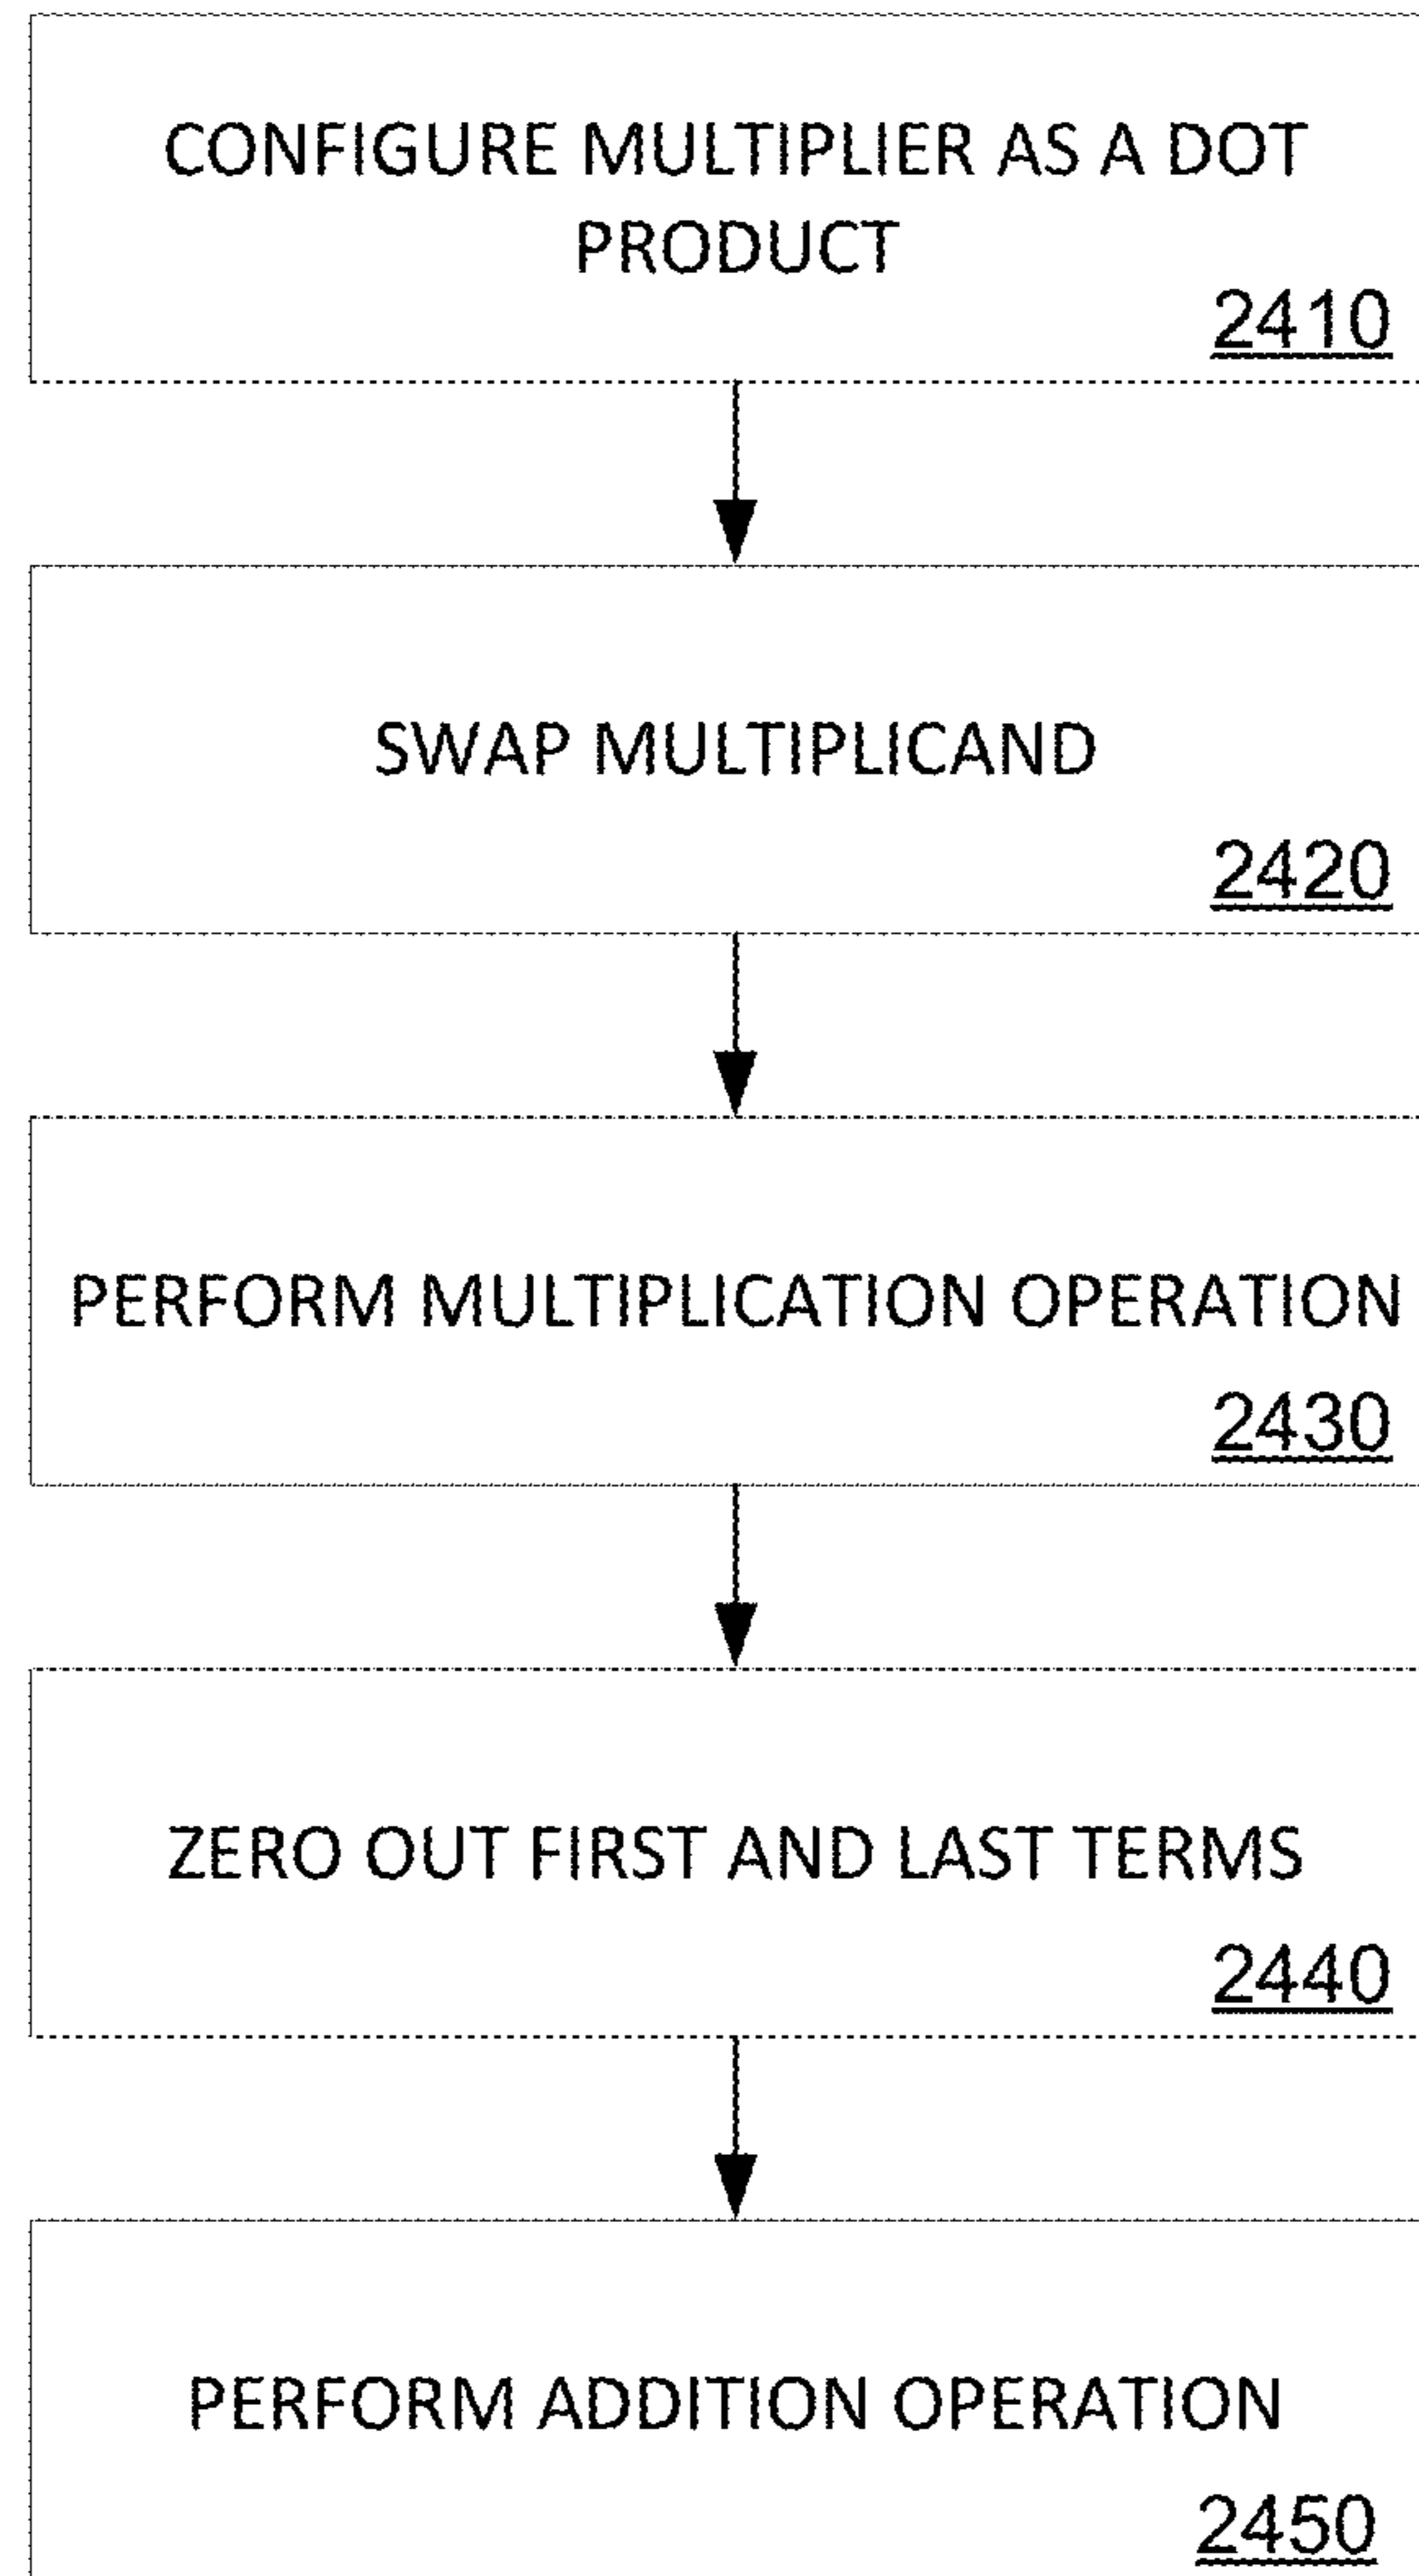 CONFIGURE MULTIPLIER AS A DOT
PRODUCT
2410
SWAP MULTIPLICAND
2420
PERFORM MULTIPLICATION OPERATION
2430
ZERO OUT FIRST AND LAST TERMS
2440
PERFORM ADDITION OPERATION
2450